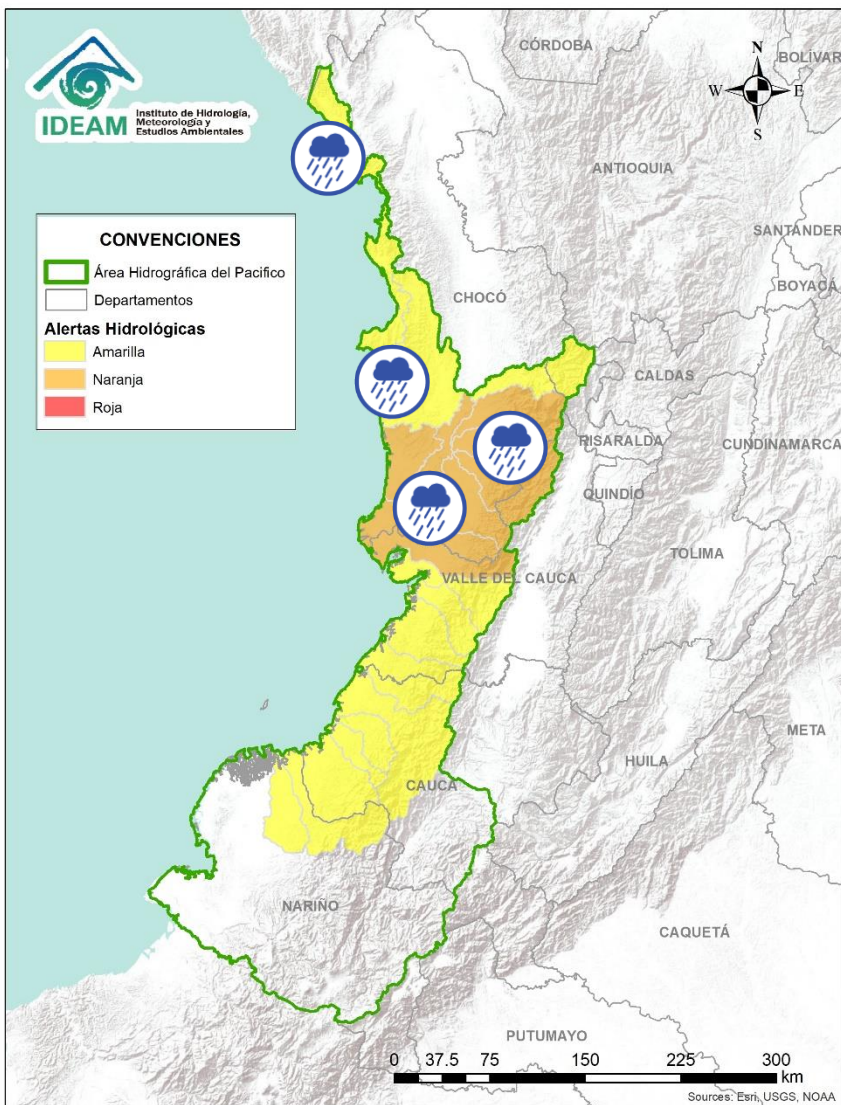 IDEAM
Instituto de Hidrología,
Meteorología y
Estudios Ambientales
CONVENCIONES
Área Hidrográfica del Pacifico
Departamentos
Alertas Hidrológicas
Amarilla
Naranja
Roja
N
W
E
S
CÓRDOBA
BOLÍVAR
ANTIOQUIA
SANTANDER
BOYACÁ
CHOCÓ
CALDAS
RISARALDA
CUNDINAMARCA
QUINDÍO
TOLIMA
VALLE DEL CAUCA
META
HUILA
CAUCA
NARIÑO
CAQUETÁ
PUTUMAYO
0 37.5 75 150 225 300
km
Sources: Esri, USGS, NOAA